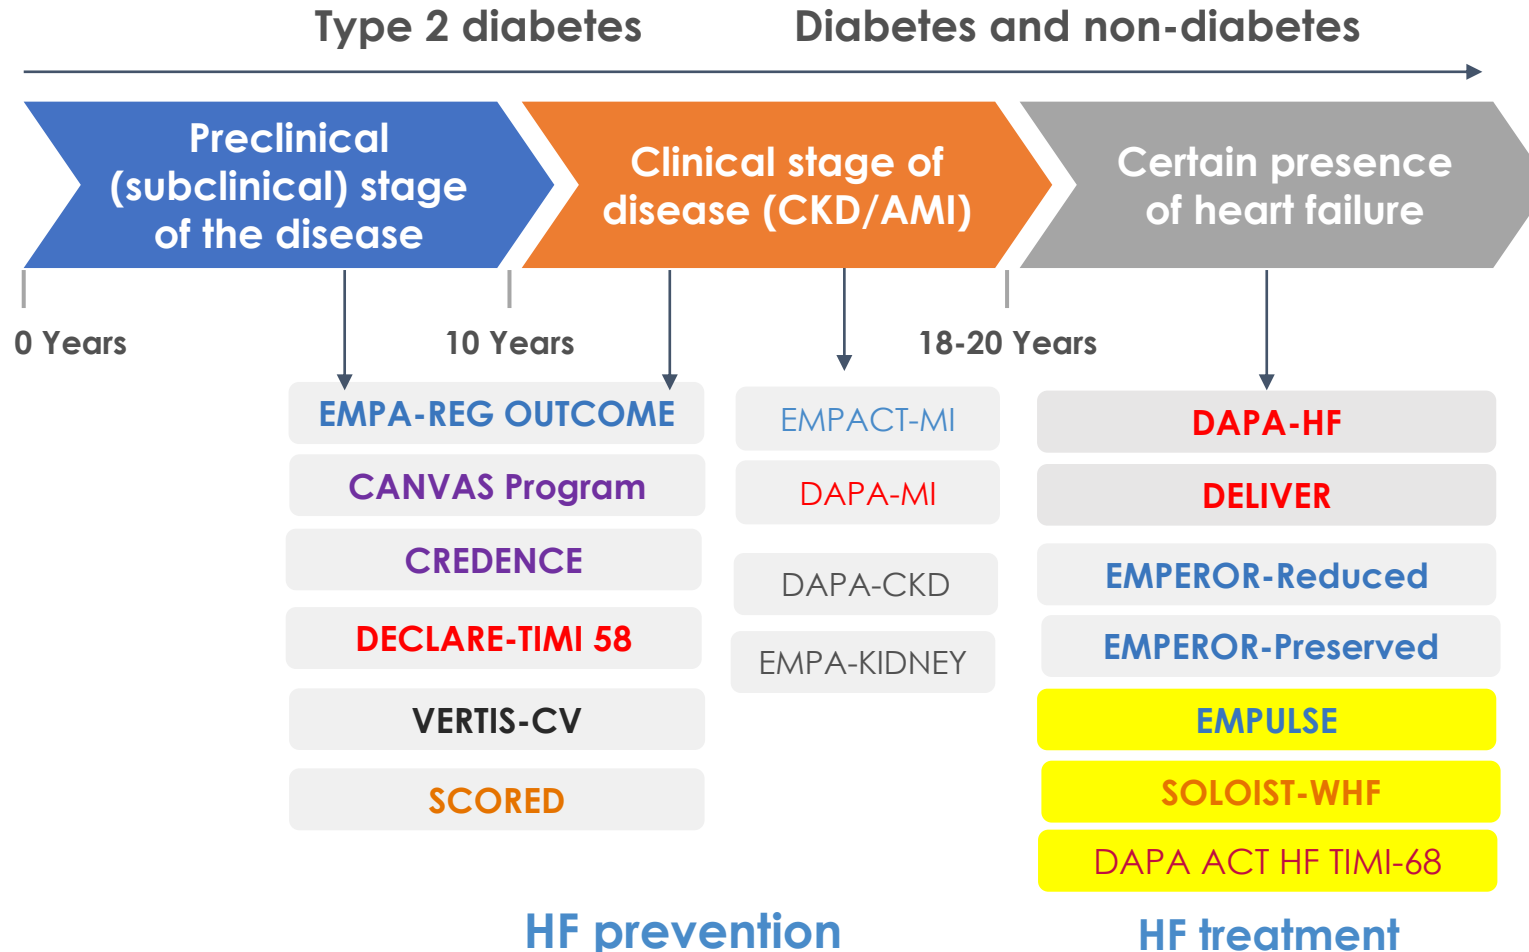 Type 2 diabetes
Diabetes and non-diabetes
Preclinical
(subclinical) stage
of the disease
Clinical stage of
disease (CKD/AMI)
Certain presence
of heart failure
0 Years
10 Years
18-20 Years
EMPA-REG OUTCOME
CANVAS Program
CREDENCE
DECLARE-TIMI 58
VERTIS-CV
SCORED
EMPACT-MI
DAPA-MI
DAPA-CKD
EMPA-KIDNEY
DAPA-HF
DELIVER
EMPEROR-Reduced
EMPEROR-Preserved
EMPULSE
SOLOIST-WHF
DAPA ACT HF TIMI-68
HF prevention
HF treatment